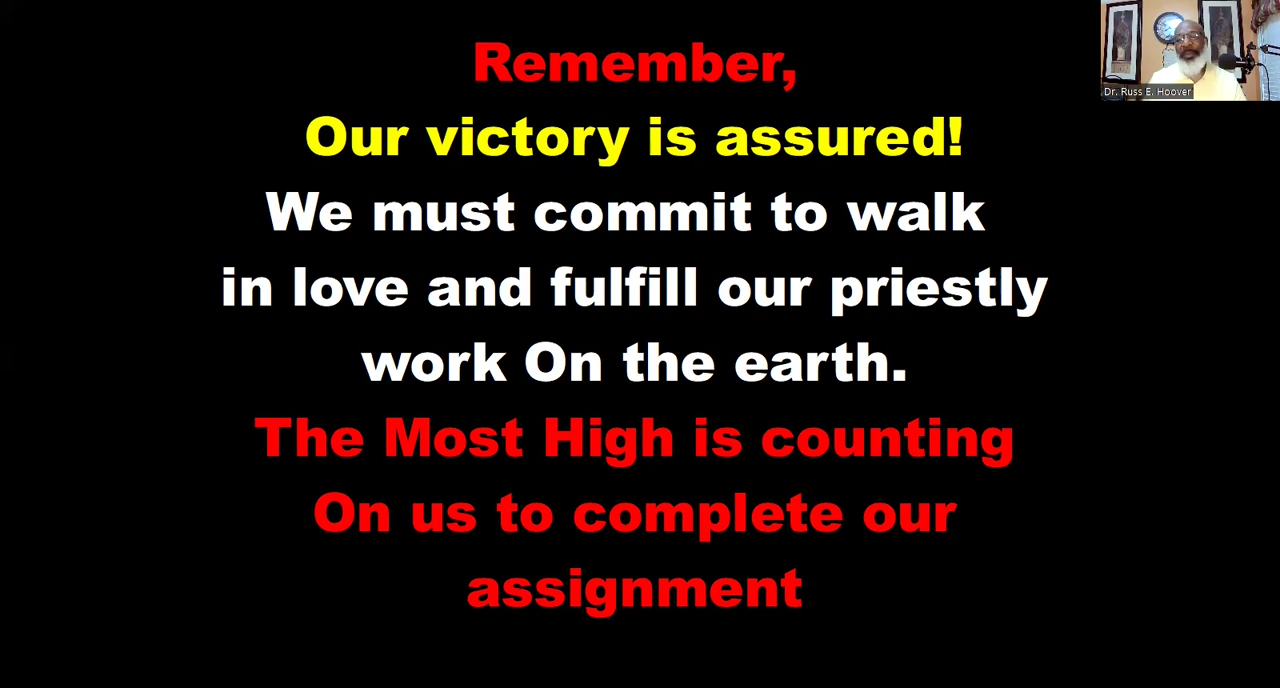 Remember,
Our victory is assured!
We must commit to walk
in love and fulfill our priestly
work On the earth.
The Most High is counting
On us to complete our
assignment
Dr. Russ E. Hoover